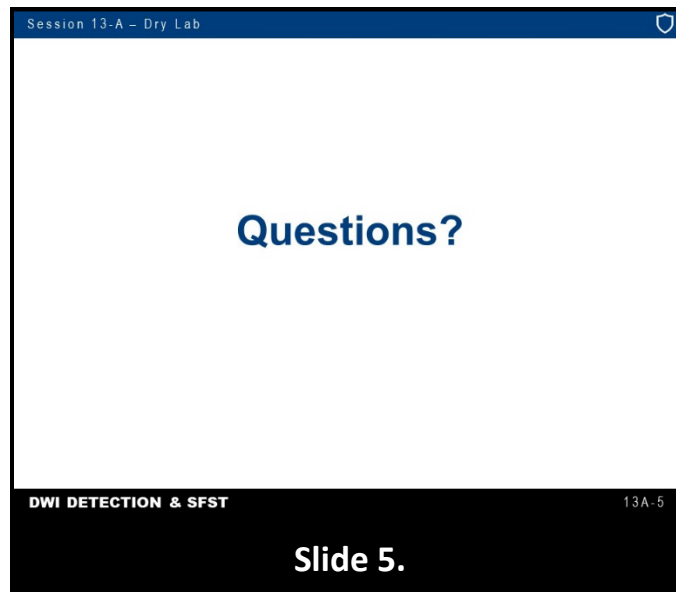 Session 13-A – Dry Lab
Questions?
DWI DETECTION & SFST
13A-5
Slide 5.